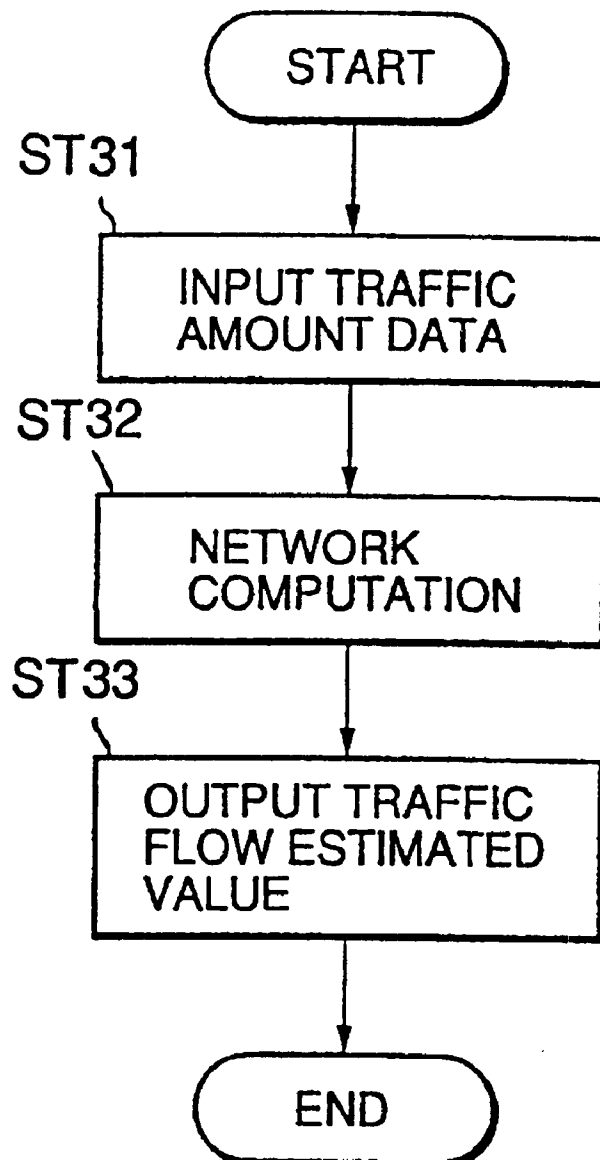 START
ST31
INPUT TRAFFIC
AMOUNT DATA
ST32
NETWORK
COMPUTATION
ST33
OUTPUT TRAFFIC
FLOW ESTIMATED
VALUE
END